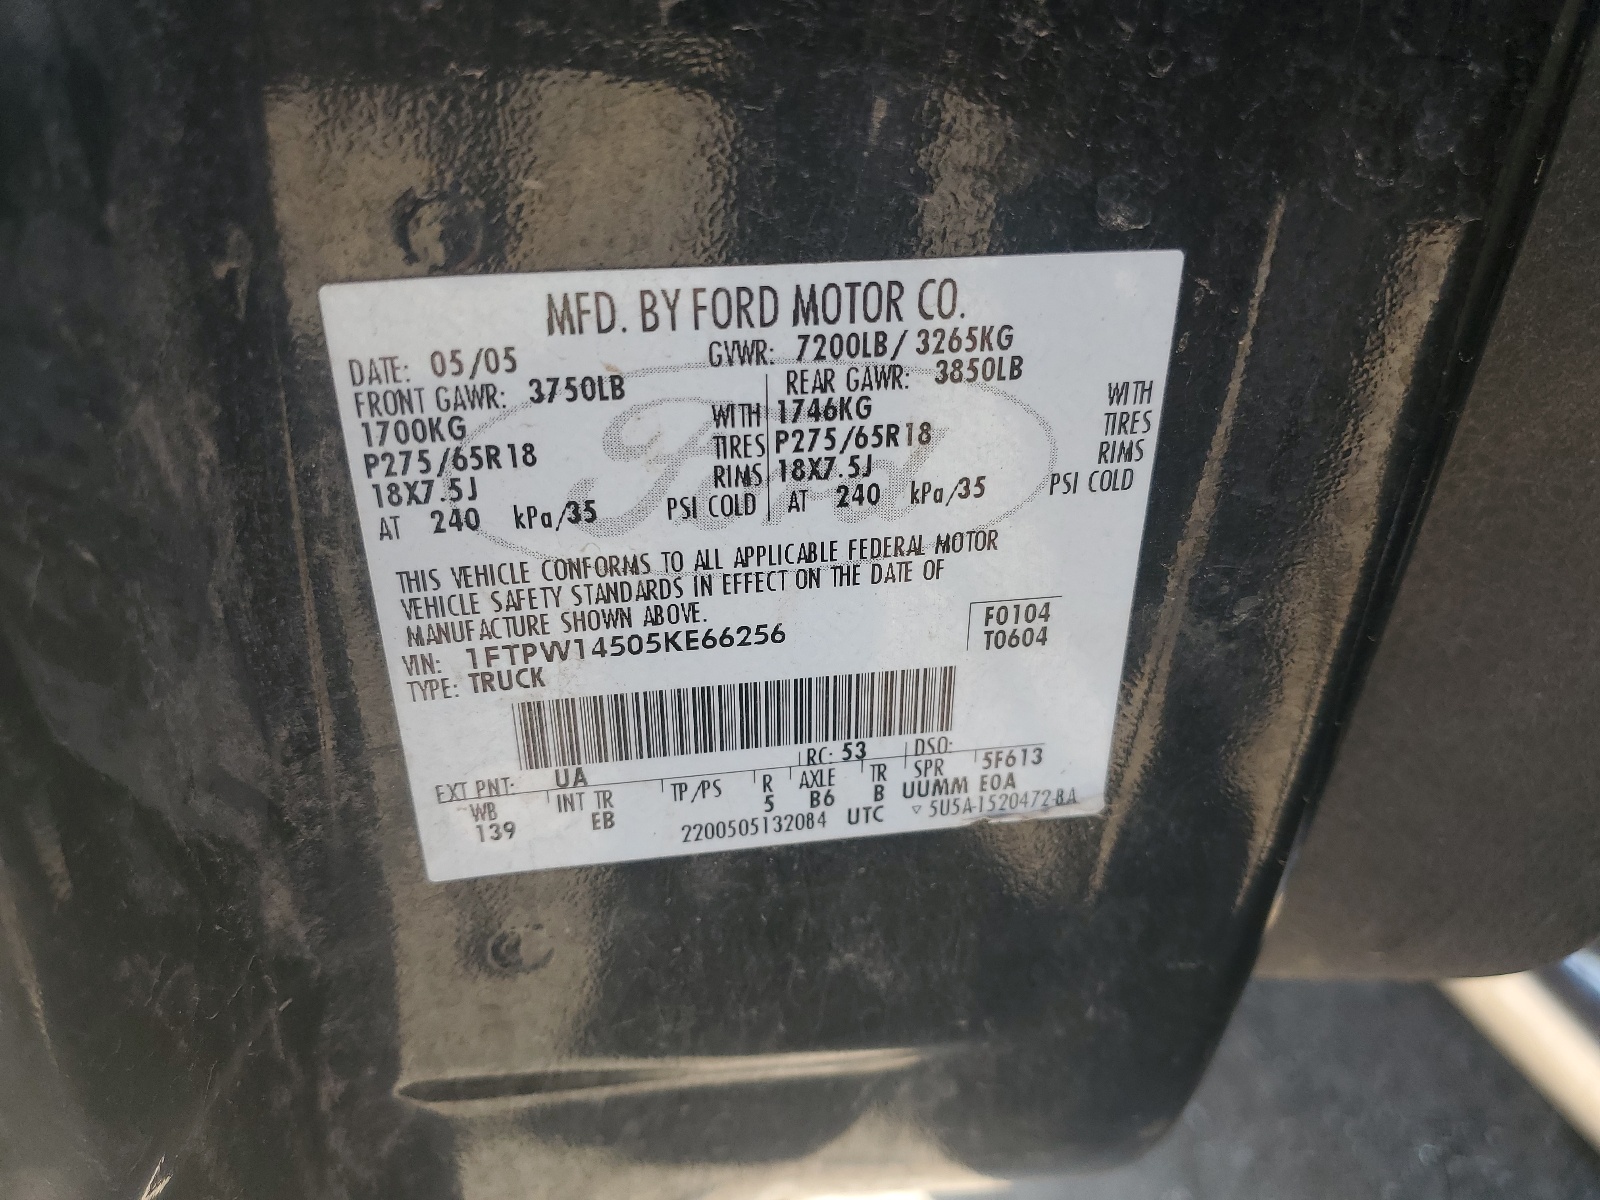 MFD. BY FORD MOTOR CO.
DATE: 05/05 GVWR: 7200LB/ 3265KG
FRONT GAWR: 3750LB REAR GAWR: 3850LB
1700KG WITH 1746KG WITH
P275/65R18 TIRES P275/65R18 TIRES
18X7.5J RIMS 18X7.5J RIMS
AT 240 kPa/35 PSI COLD AT 240 kPa/35 PSI COLD
Ford
THIS VEHICLE CONFORMS TO ALL APPLICABLE FEDERAL MOTOR
VEHICLE SAFETY STANDARDS IN EFFECT ON THE DATE OF
MANUFACTURE SHOWN ABOVE.
VIN: 1FTPW14505KE66256 F0104
TYPE: TRUCK T0604
EXT PNT: UA RC: 53 DSO: 5F613
WB INT TR TP/PS R AXLE TR SPR UUMM EOA
139 EB 5 B6 B
2200505132084 UTC ▽ 5U5A-1520472-BA